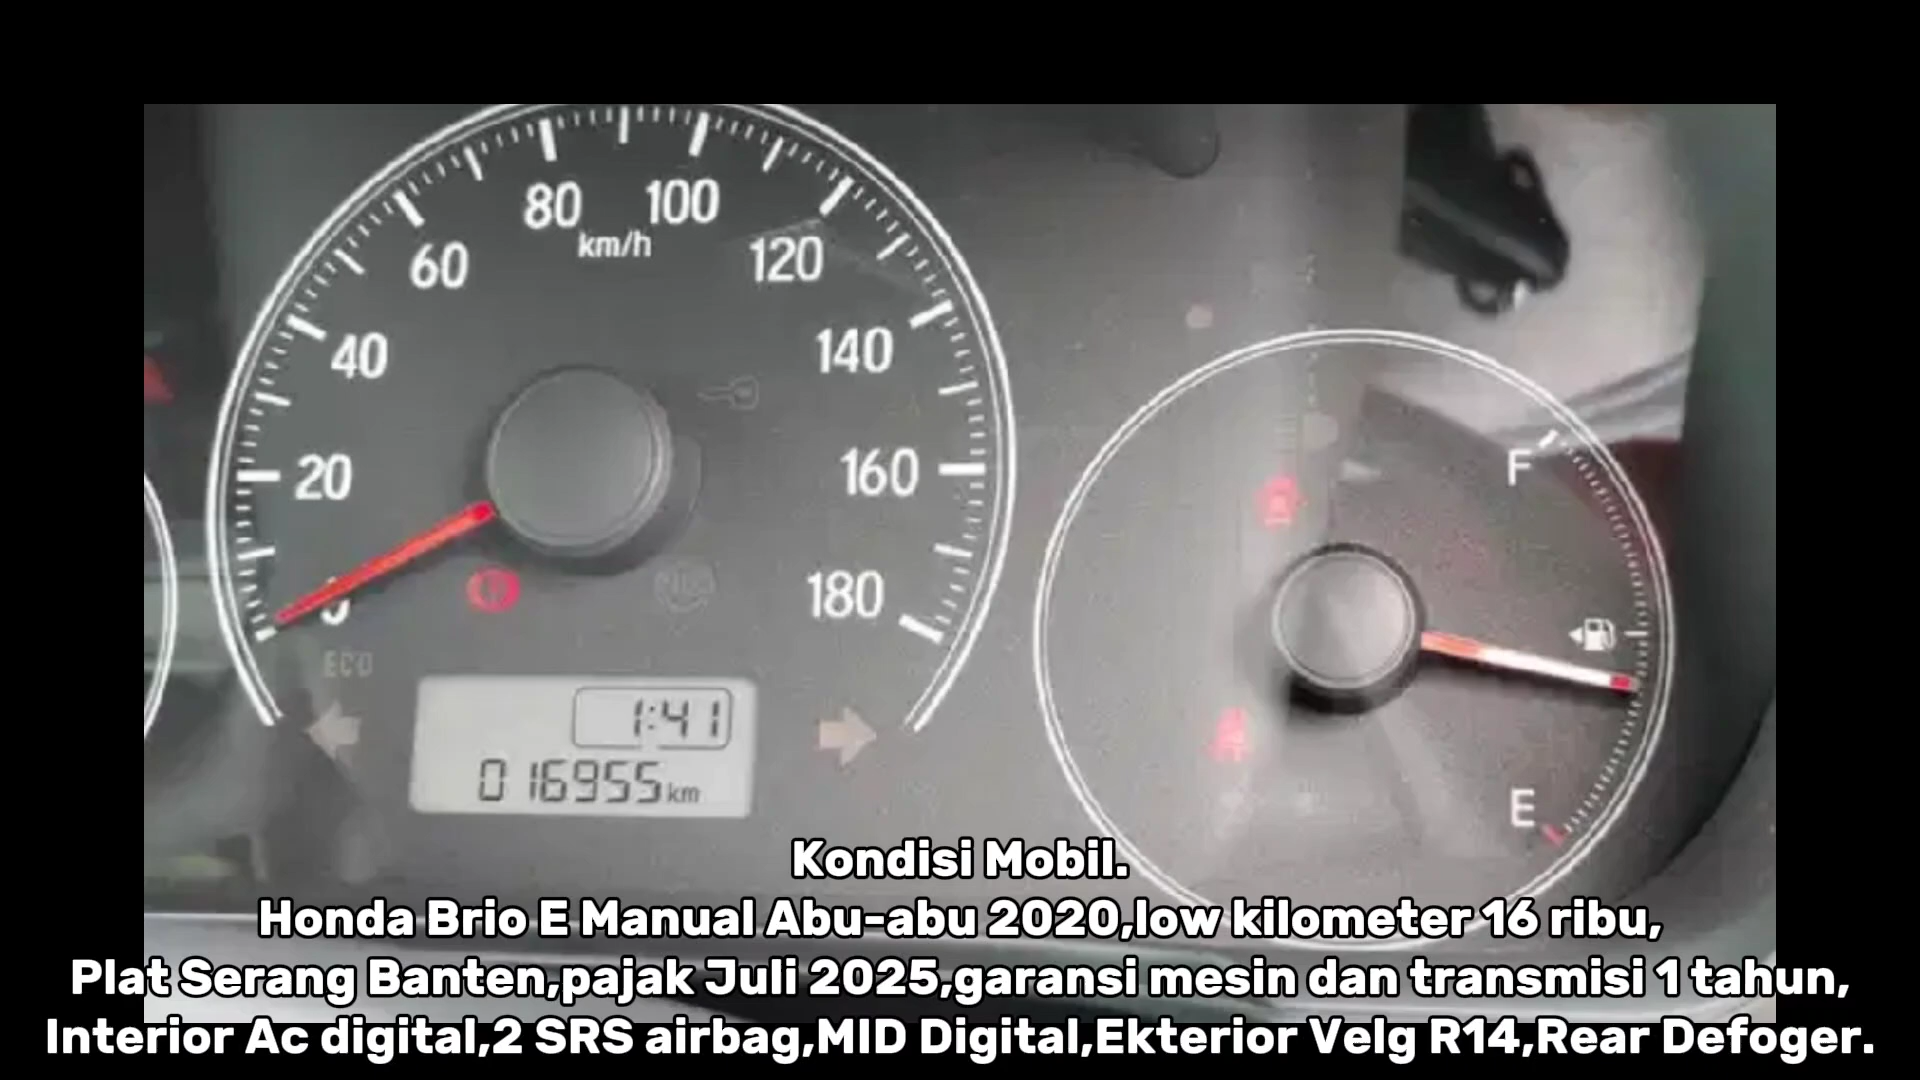 80 100
km/h
60 120
40 140
20 160
180
F
ECO
1:41
016955 km
E
Kondisi Mobil.
Honda Brio E Manual Abu-abu 2020,low kilometer 16 ribu,
Plat Serang Banten,pajak Juli 2025,garansi mesin dan transmisi 1 tahun,
Interior Ac digital,2 SRS airbag,MID Digital,Ekterior Velg R14,Rear Defoger.